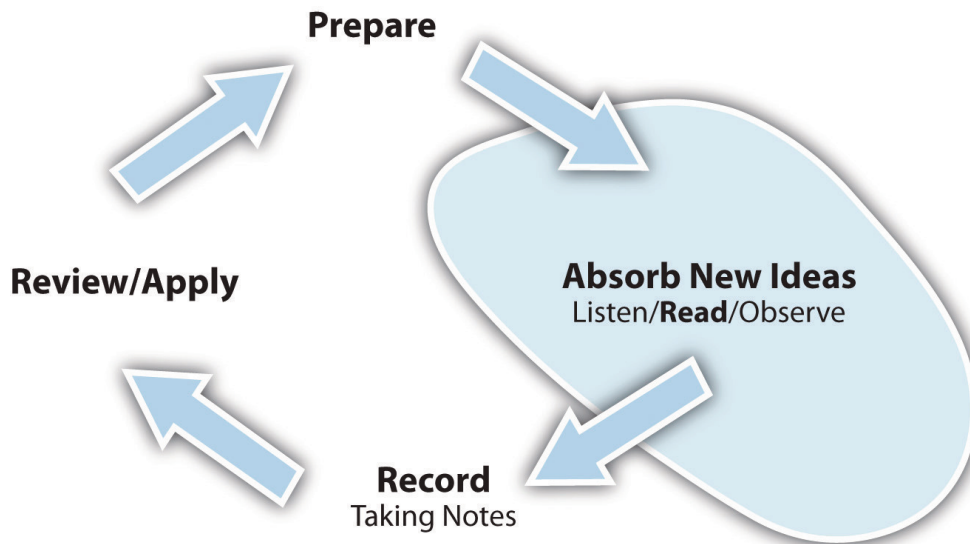 Prepare
Absorb New Ideas
Listen/Read/Observe
Record
Taking Notes
Review/Apply